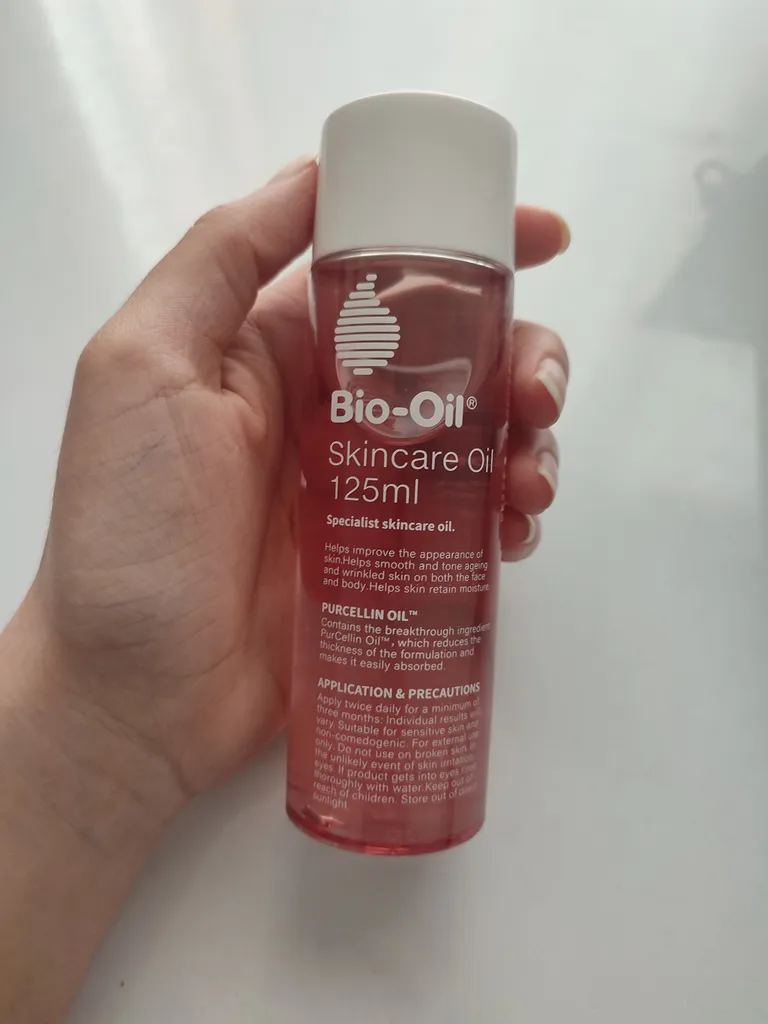 Bio-Oil®
Skincare Oil
125ml
Specialist skincare oil.
Helps improve the appearance of
skin.Helps smooth and tone ageing
and wrinkled skin on both the face
and body.Helps skin retain moisture.
PURCELLIN OIL™
Contains the breakthrough ingredient
PurCellin Oil™, which reduces the
thickness of the formulation and
makes it easily absorbed.
APPLICATION & PRECAUTIONS
Apply twice daily for a minimum of
three months: Individual results will
vary. Suitable for sensitive skin and
non-comedogenic. For external use
only. Do not use on broken skin. In
the unlikely event of skin irritation,
eyes. If product gets into eyes rinse
thoroughly with water.Keep out of
reach of children. Store out of direct
sunlight.